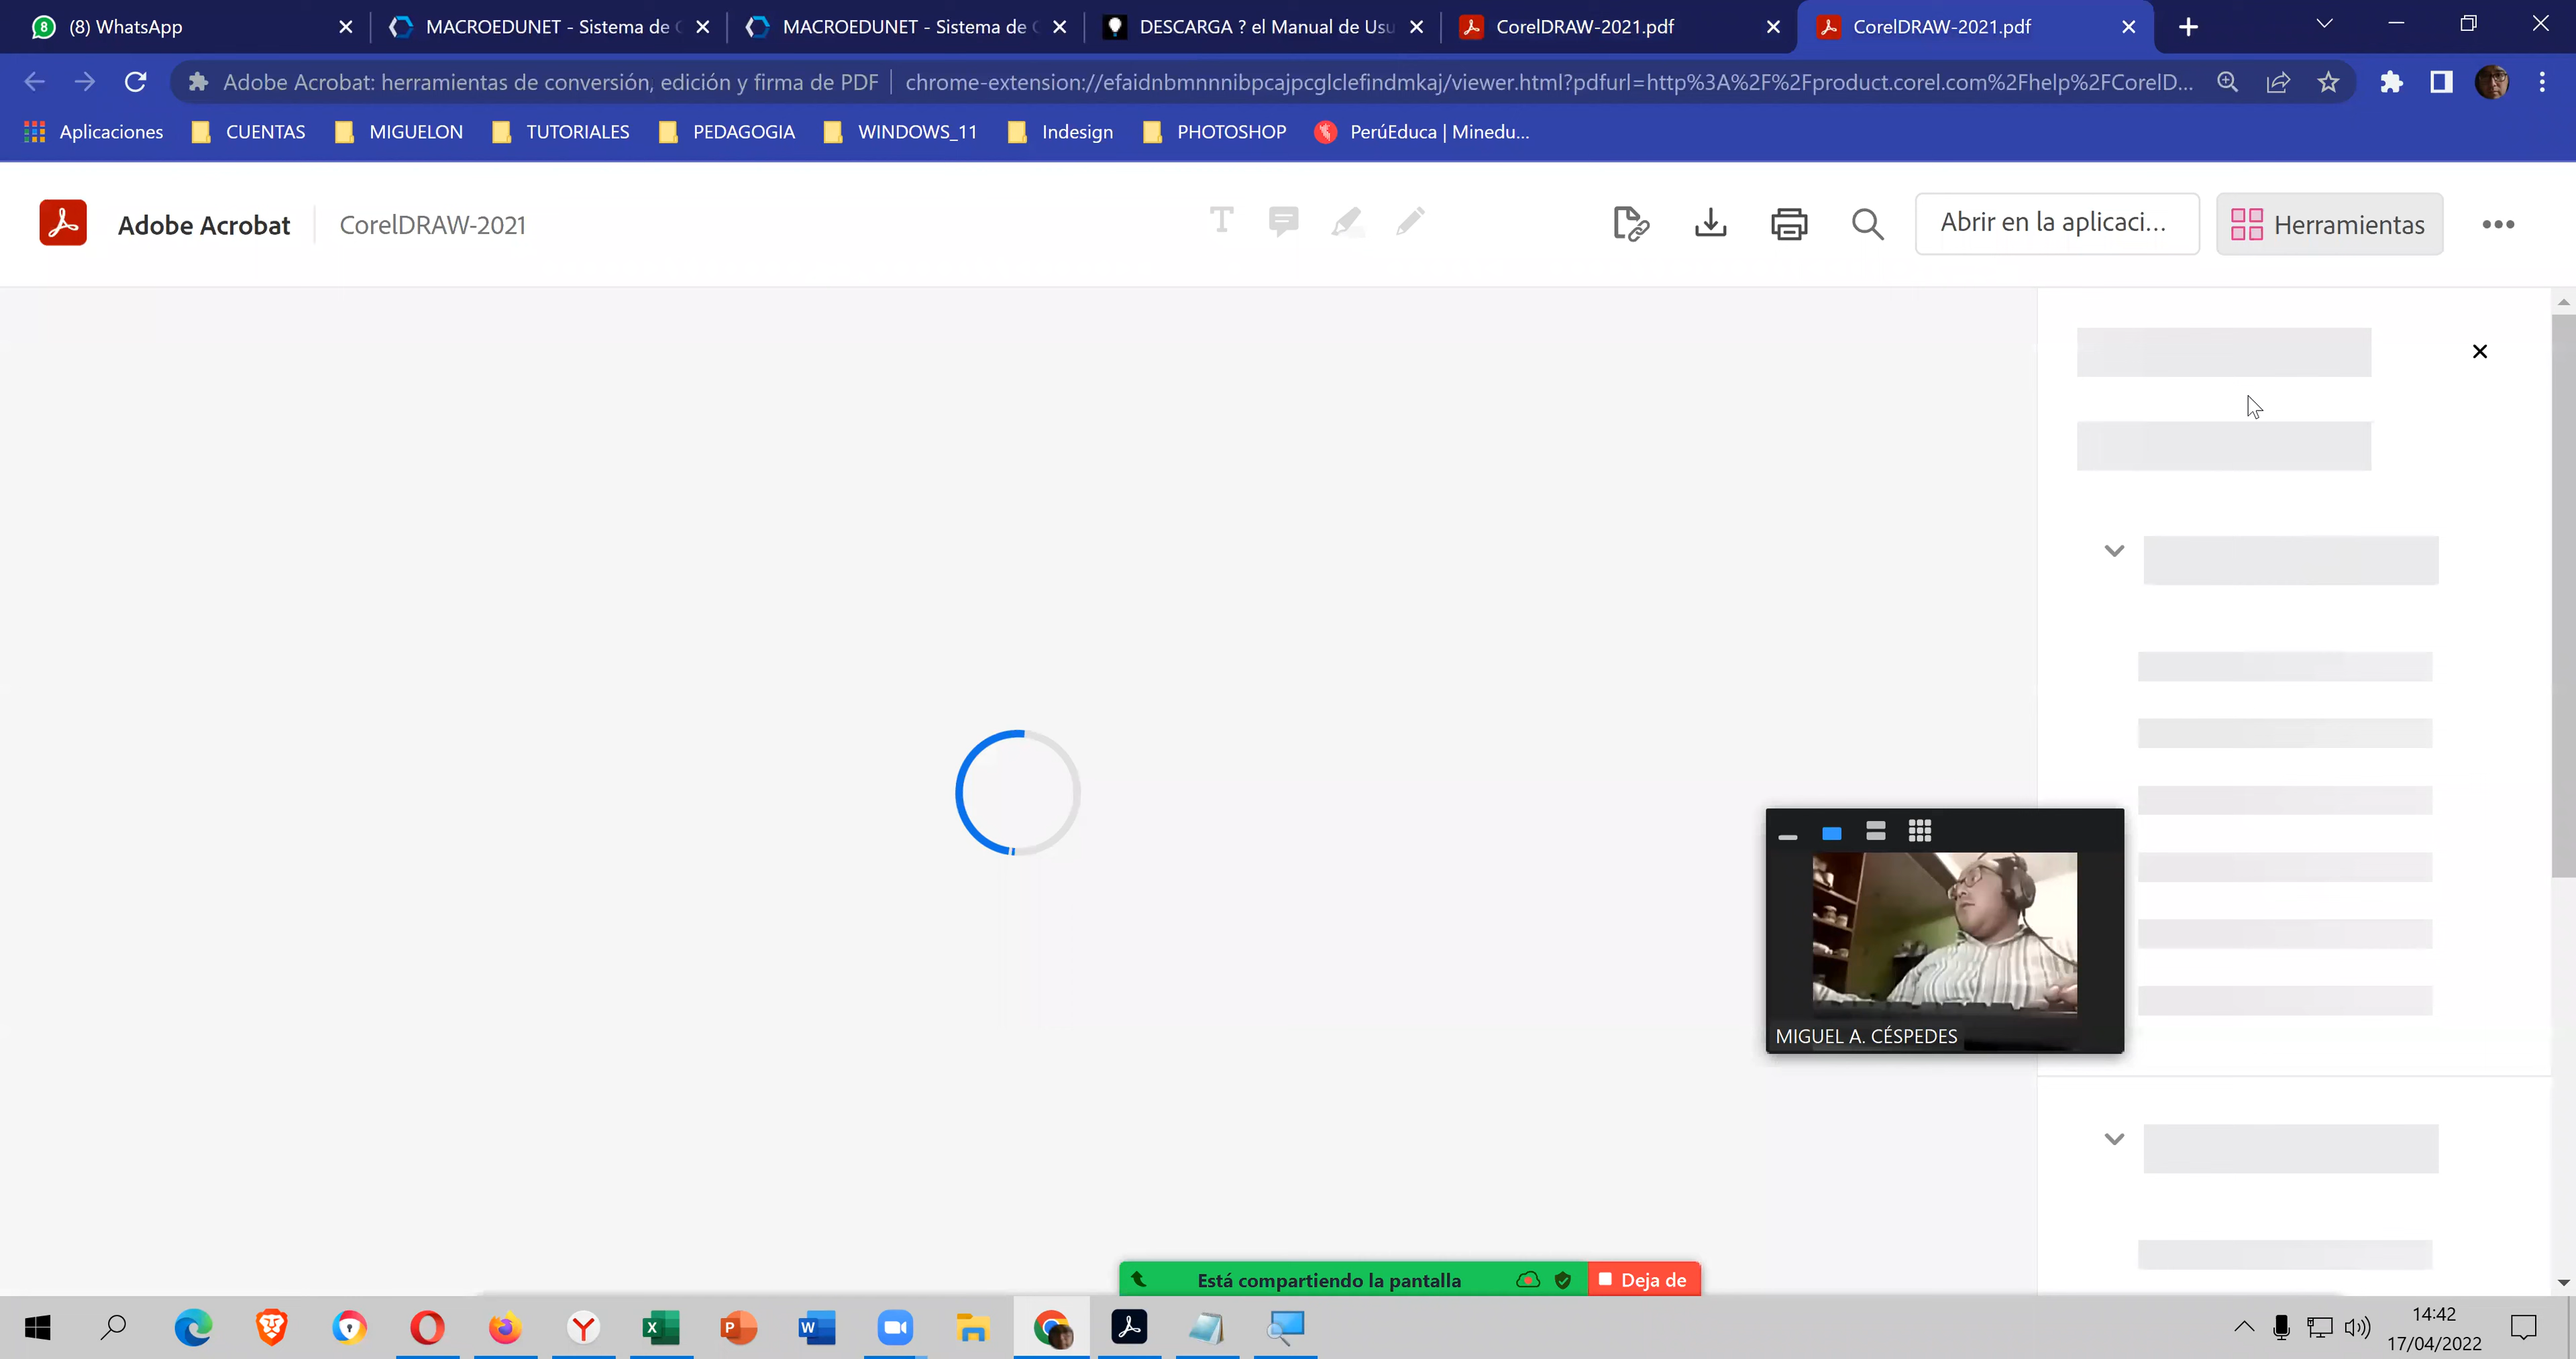 (8) WhatsApp
MACROEDUNET - Sistema de
MACROEDUNET - Sistema de
DESCARGA ? el Manual de Usu
CorelDRAW-2021.pdf
CorelDRAW-2021.pdf
Adobe Acrobat: herramientas de conversión, edición y firma de PDF
chrome-extension://efaidnbmnnnibpcajpcglclefindmkaj/viewer.html?pdfurl=http%3A%2F%2Fproduct.corel.com%2Fhelp%2FCorelD...
Aplicaciones
CUENTAS
MIGUELON
TUTORIALES
PEDAGOGIA
WINDOWS_11
Indesign
PHOTOSHOP
PerúEduca | Minedu...
Adobe Acrobat
CorelDRAW-2021
Abrir en la aplicaci...
Herramientas
MIGUEL A. CÉSPEDES
Está compartiendo la pantalla
Deja de
14:42
17/04/2022